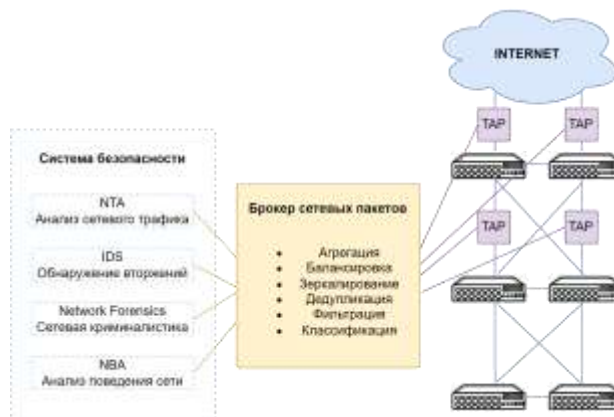 INTERNET
TAP
TAP
Система безопасности
NTA
Анализ сетевого трафика
IDS
Обнаружение вторжений
Network Forensics
Сетевая криминалистика
NBA
Анализ поведения сети
Брокер сетевых пакетов
Агрегация
Балансировка
Зеркалирование
Дедупликация
Фильтрация
Классификация
TAP
TAP